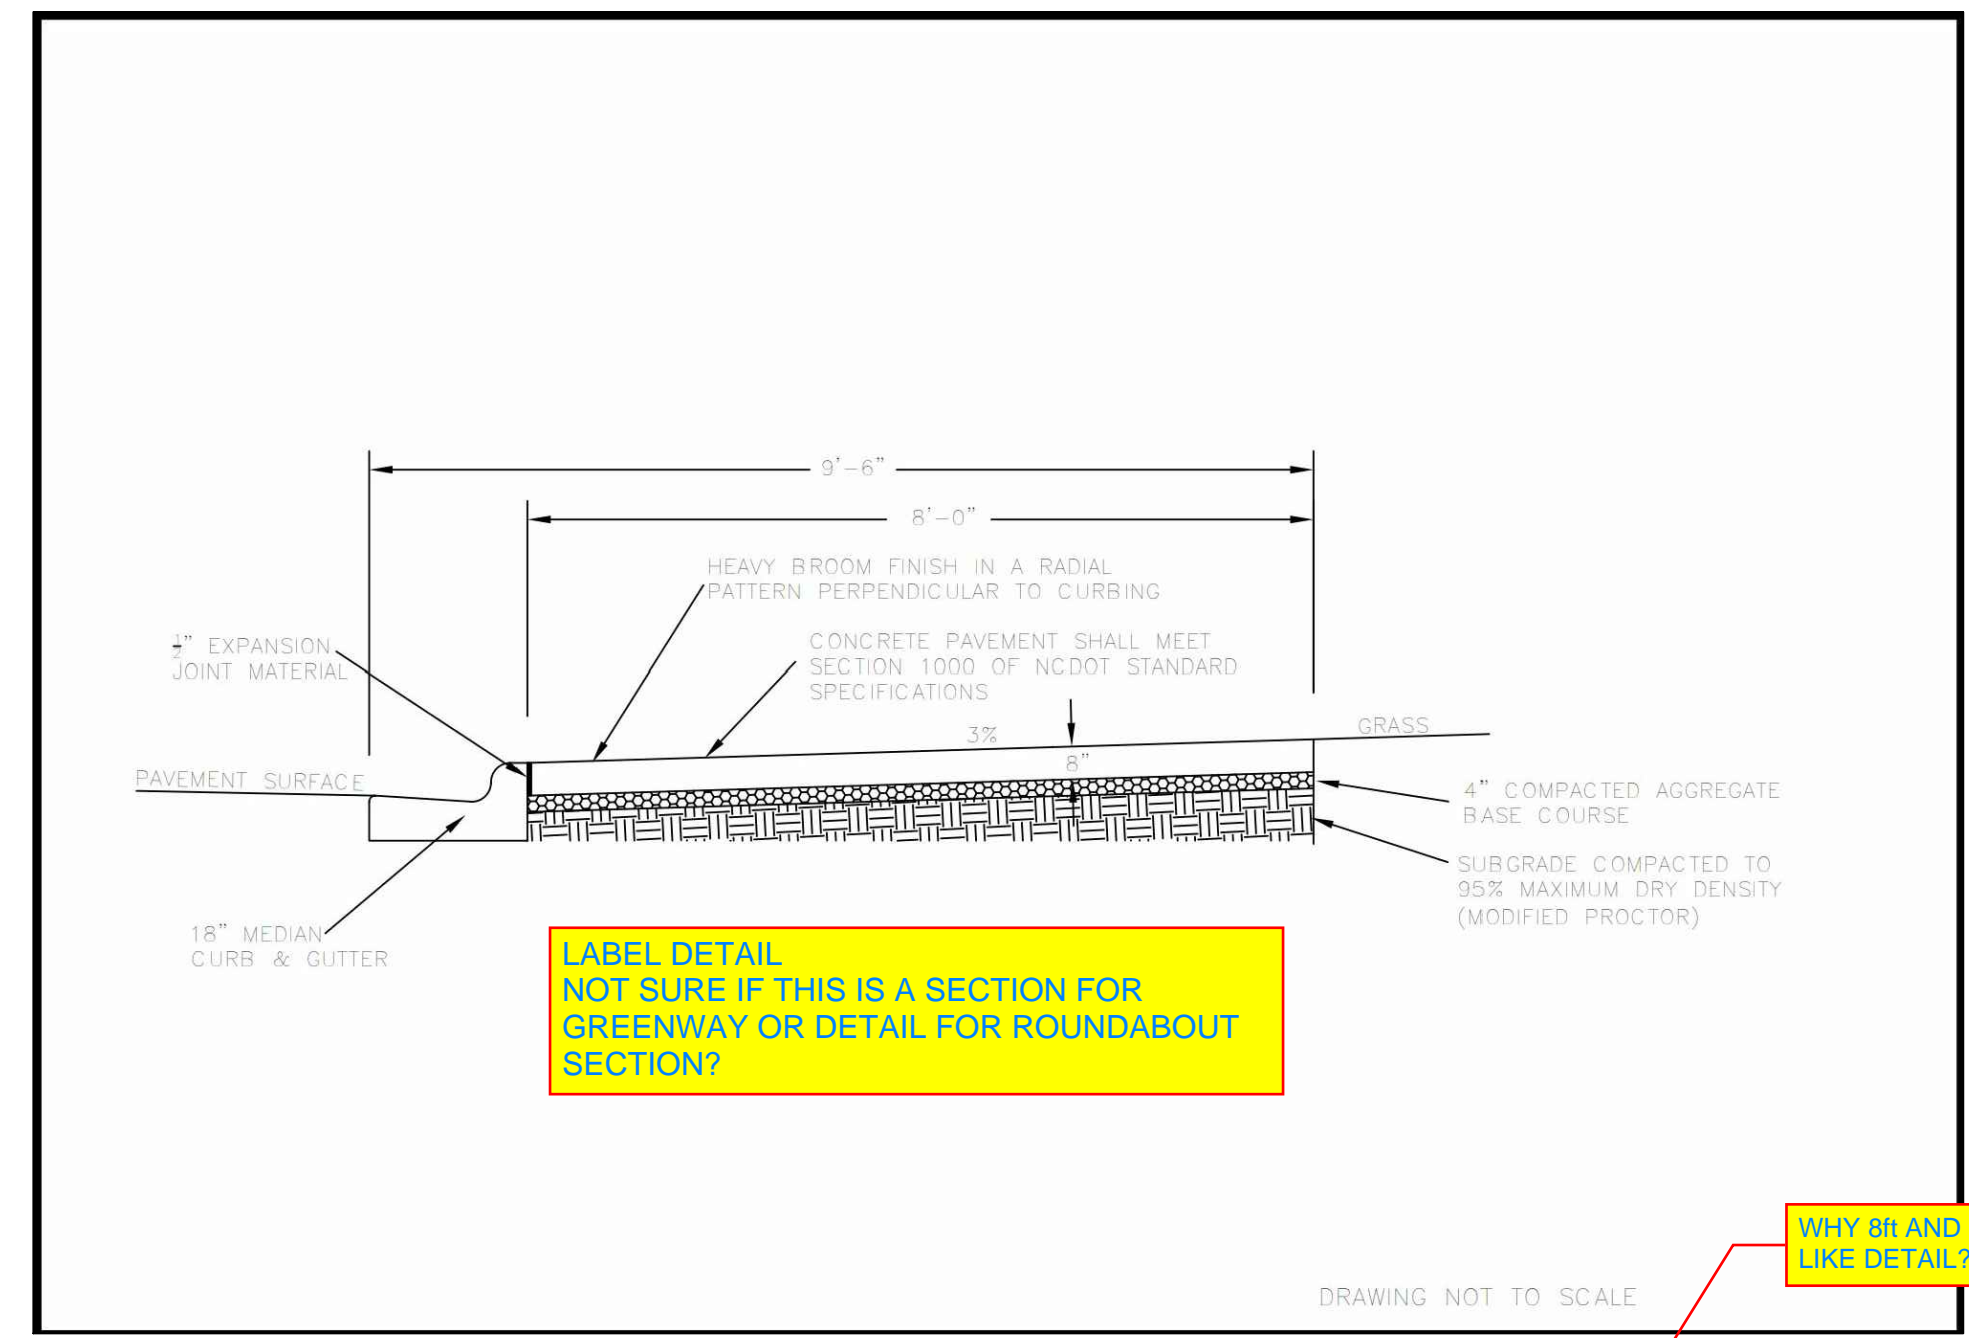 9'-6"
8'-0"
HEAVY BROOM FINISH IN A RADIAL
PATTERN PERPENDICULAR TO CURBING
½" EXPANSION
JOINT MATERIAL
CONCRETE PAVEMENT SHALL MEET
SECTION 1000 OF NCDOT STANDARD
SPECIFICATIONS
3%
GRASS
8"
PAVEMENT SURFACE
4" COMPACTED AGGREGATE
BASE COURSE
SUBGRADE COMPACTED TO
95% MAXIMUM DRY DENSITY
(MODIFIED PROCTOR)
18" MEDIAN
CURB & GUTTER
LABEL DETAIL
NOT SURE IF THIS IS A SECTION FOR
GREENWAY OR DETAIL FOR ROUNDABOUT
SECTION?
WHY 8ft AND
LIKE DETAIL?
DRAWING NOT TO SCALE